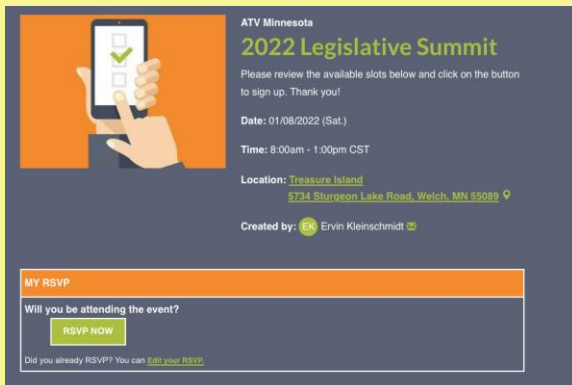 ATV Minnesota
2022 Legislative Summit
Please review the available slots below and click on the button
to sign up. Thank you!
Date: 01/08/2022 (Sat.)
Time: 8:00am - 1:00pm CST
Location: Treasure Island
5734 Sturgeon Lake Road, Welch, MN 55089
Created by: EK Ervin Kleinschmidt
MY RSVP
Will you be attending the event?
RSVP NOW
Did you already RSVP? You can Edit your RSVP.